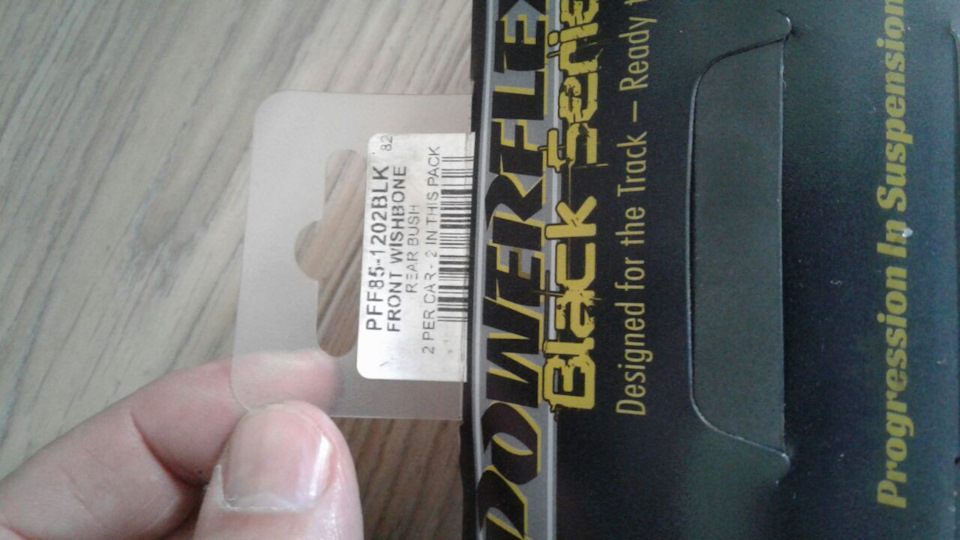 PFF85-1202BLK 82
FRONT WISHBONE
REAR BUSH
2 PER CAR - 2 IN THIS PACK
POWERFLEX
Black Serie
Designed for the Track – Ready
Progression In Suspension